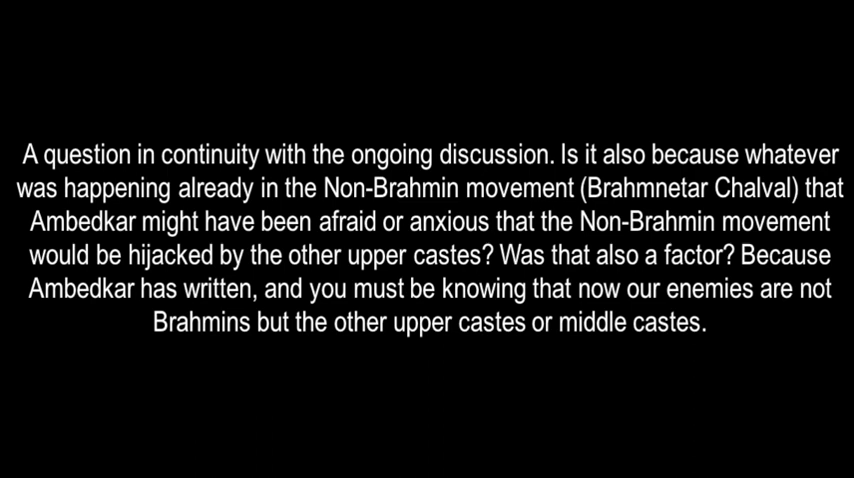 A question in continuity with the ongoing discussion. Is it also because whatever
was happening already in the Non-Brahmin movement (Brahmnetar Chalval) that
Ambedkar might have been afraid or anxious that the Non-Brahmin movement
would be hijacked by the other upper castes? Was that also a factor? Because
Ambedkar has written, and you must be knowing that now our enemies are not
Brahmins but the other upper castes or middle castes.